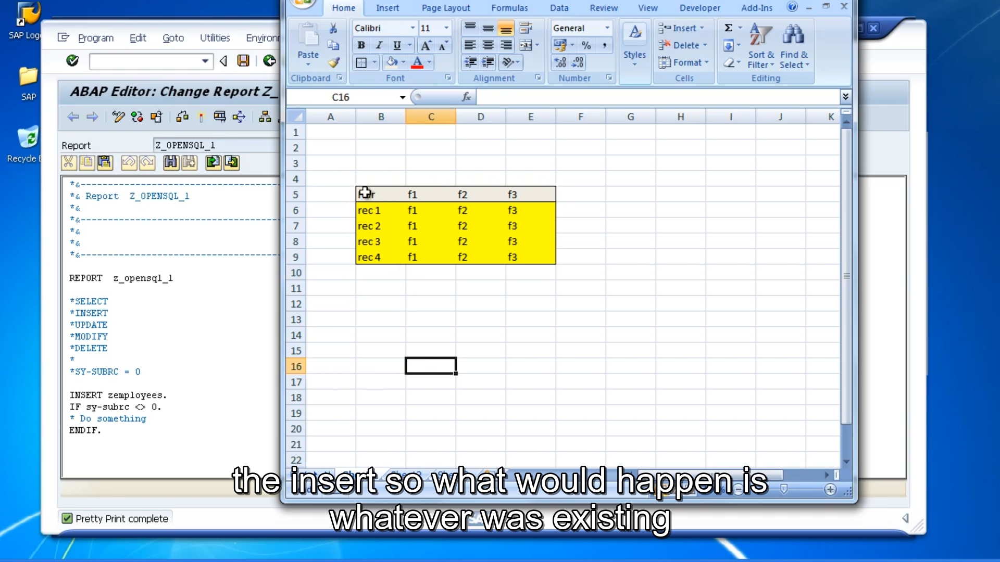 SAP Log
SAP
Recycle B
Program Edit Goto Utilities Environ
ABAP Editor: Change Report Z_
Report Z_OPENSQL_1
*&---------------------------------------------------
*& Report Z_OPENSQL_1
*&
*&---------------------------------------------------
*&
*&
*&---------------------------------------------------
REPORT z_opensql_1
*SELECT
*INSERT
*UPDATE
*MODIFY
*DELETE
*
*SY-SUBRC = 0
INSERT zemployees.
IF sy-subrc <> 0.
* Do something
ENDIF.
Pretty Print complete
Home Insert Page Layout Formulas Data Review View Developer Add-Ins
Paste
Clipboard
Calibri 11
B I U
Font
Alignment
General
% ,
Number
Styles
Insert
Delete
Format
Cells
Σ
Sort & Filter
Find & Select
Editing
C16 fx
A B C D E F G H I J K
1
2
3
4
5 f1 f2 f3
6 rec 1 f1 f2 f3
7 rec 2 f1 f2 f3
8 rec 3 f1 f2 f3
9 rec 4 f1 f2 f3
10
11
12
13
14
15
16
17
18
19
20
21
22
the insert so what would happen is
whatever was existing